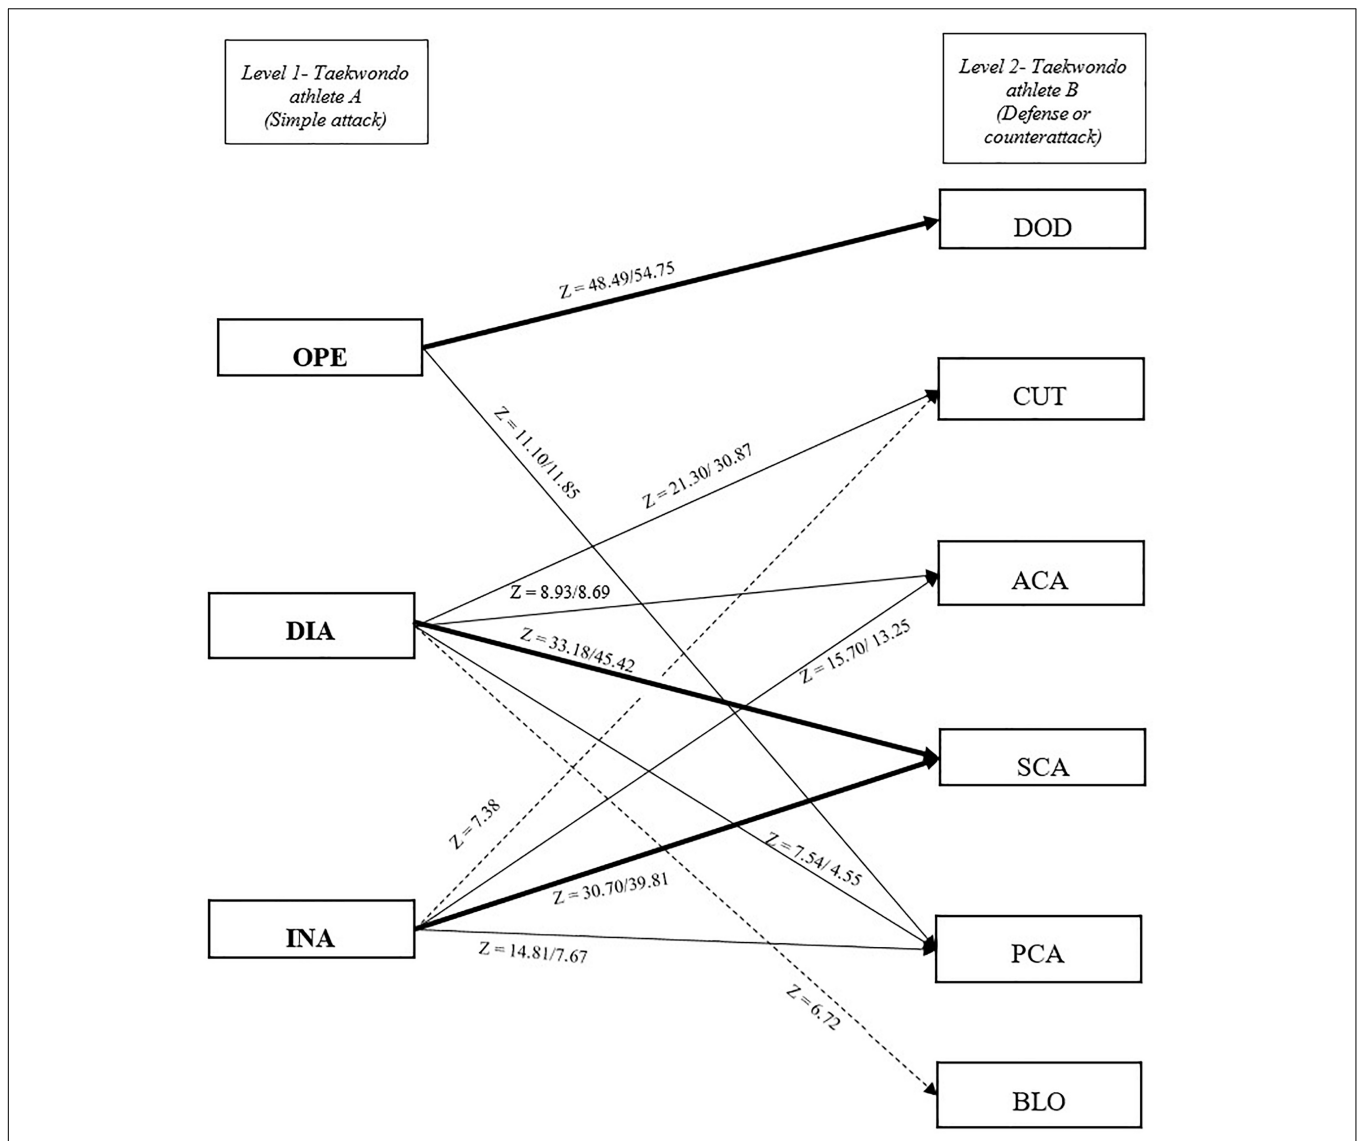 Level 1- Taekwondo
athlete A
(Simple attack)
Level 2- Taekwondo
athlete B
(Defense or
counterattack)
DOD
Z = 48.49/54.75
OPE
CUT
Z = 11.10/11.85
Z = 21.30/ 30.87
ACA
Z = 8.93/8.69
DIA
Z = 33.18/45.42
Z = 15.70/ 13.25
SCA
Z = 7.38
Z = 7.54/ 4.55
Z = 30.70/39.81
INA
Z = 14.81/7.67
PCA
Z = 6.72
BLO